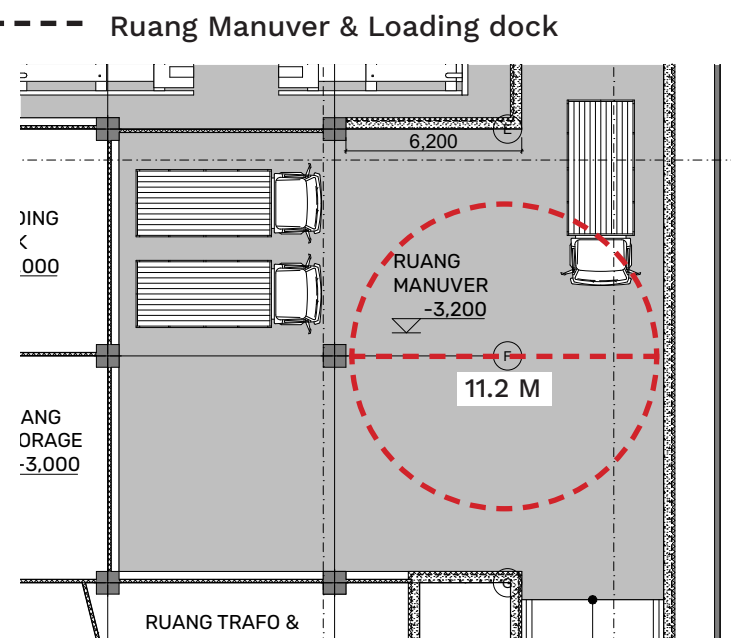 Ruang Manuver & Loading dock
6,200
DING
K
.000
RUANG
MANUVER
-3,200
F
11.2 M
ANG
ORAGE
-3,000
RUANG TRAFO &